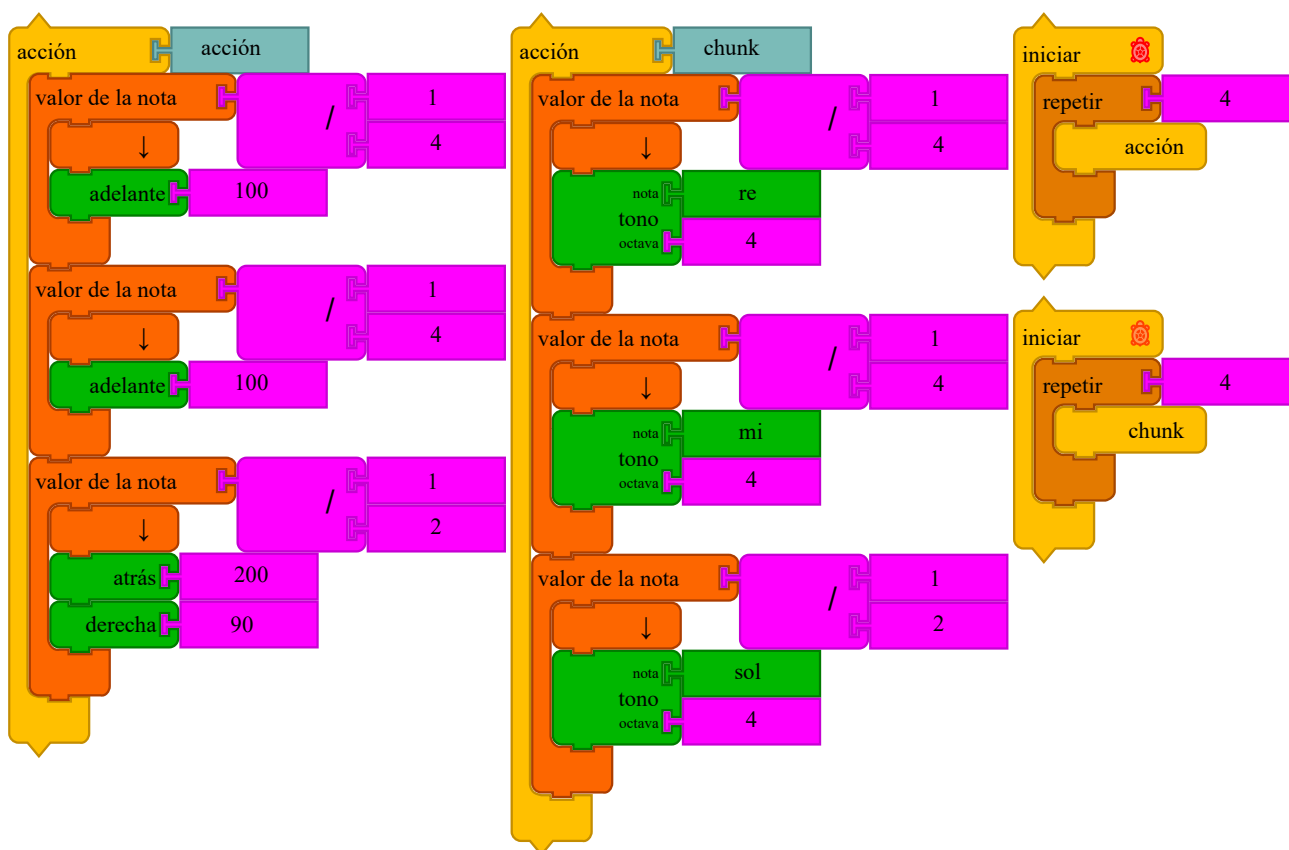 acción acción
valor de la nota / 1
4
↓
adelante 100
valor de la nota / 1
4
↓
adelante 100
valor de la nota / 1
2
↓
atrás 200
derecha 90
acción chunk
valor de la nota / 1
4
↓
nota re
tono
octava 4
valor de la nota / 1
4
↓
nota mi
tono
octava 4
valor de la nota / 1
2
↓
nota sol
tono
octava 4
iniciar
repetir 4
acción
iniciar
repetir 4
chunk